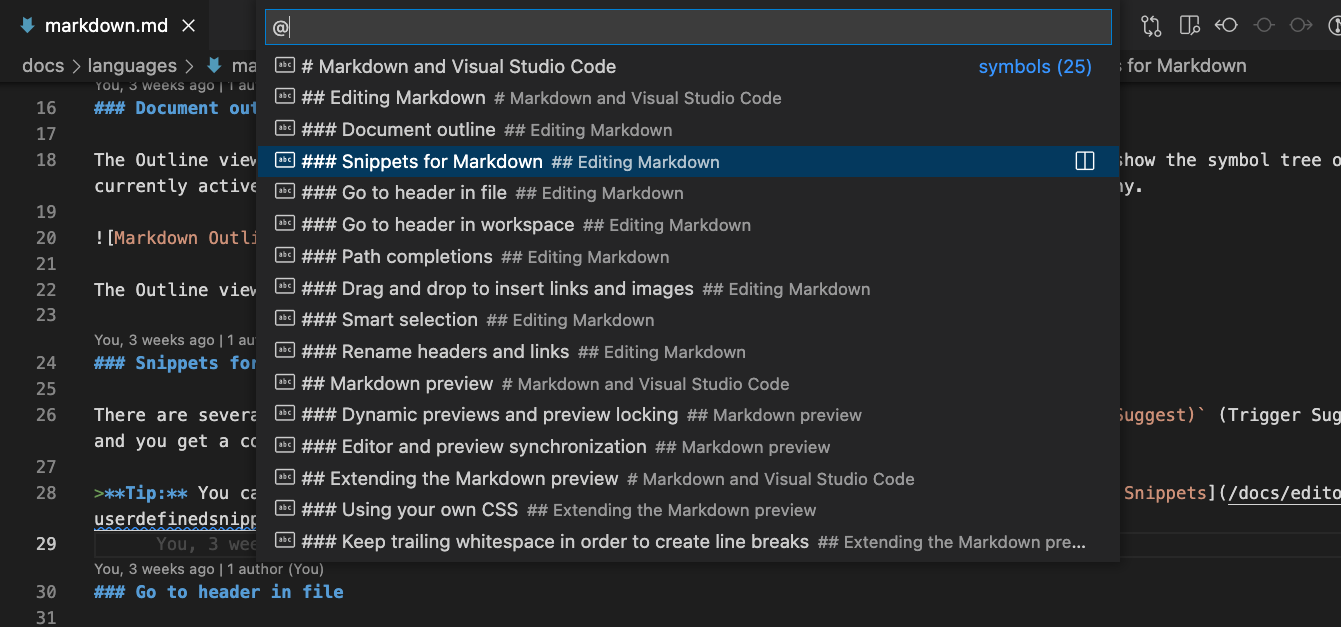 markdown.md
@
docs > languages > ma
s for Markdown
# Markdown and Visual Studio Code symbols (25)
## Editing Markdown # Markdown and Visual Studio Code
### Document outline ## Editing Markdown
### Snippets for Markdown ## Editing Markdown
### Go to header in file ## Editing Markdown
### Go to header in workspace ## Editing Markdown
### Path completions ## Editing Markdown
### Drag and drop to insert links and images ## Editing Markdown
### Smart selection ## Editing Markdown
### Rename headers and links ## Editing Markdown
## Markdown preview # Markdown and Visual Studio Code
### Dynamic previews and preview locking ## Markdown preview
### Editor and preview synchronization ## Markdown preview
## Extending the Markdown preview # Markdown and Visual Studio Code
### Using your own CSS ## Extending the Markdown preview
### Keep trailing whitespace in order to create line breaks ## Extending the Markdown pre...
You, 3 weeks ago | 1 au
16 ### Document out
17
18 The Outline view show the symbol tree o
currently active ny.
19
20 ![Markdown Outli
21
22 The Outline view
23
You, 3 weeks ago | 1 au
24 ### Snippets for
25
26 There are severa Suggest)` (Trigger Sug
and you get a co
27
28 >**Tip:** You ca Snippets](/docs/edito
userdefinedsnipp
29 You, 3 wee
You, 3 weeks ago | 1 author (You)
30 ### Go to header in file
31